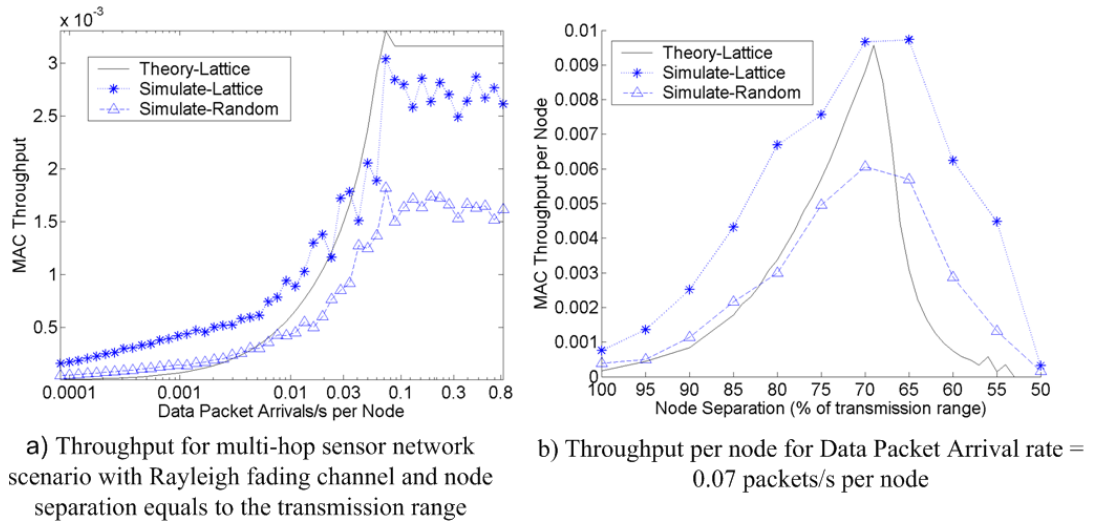 x 10⁻³
3
2.5
2
1.5
1
0.5
MAC Throughput
Theory-Lattice
Simulate-Lattice
Simulate-Random
0.0001
0.001
0.01
0.03
0.1
0.3
0.8
Data Packet Arrivals/s per Node
a) Throughput for multi-hop sensor network
scenario with Rayleigh fading channel and node
separation equals to the transmission range
0.01
0.009
0.008
0.007
0.006
0.005
0.004
0.003
0.002
0.001
0
MAC Throughput per Node
Theory-Lattice
Simulate-Lattice
Simulate-Random
100
95
90
85
80
75
70
65
60
55
50
Node Separation (% of transmission range)
b) Throughput per node for Data Packet Arrival rate =
0.07 packets/s per node